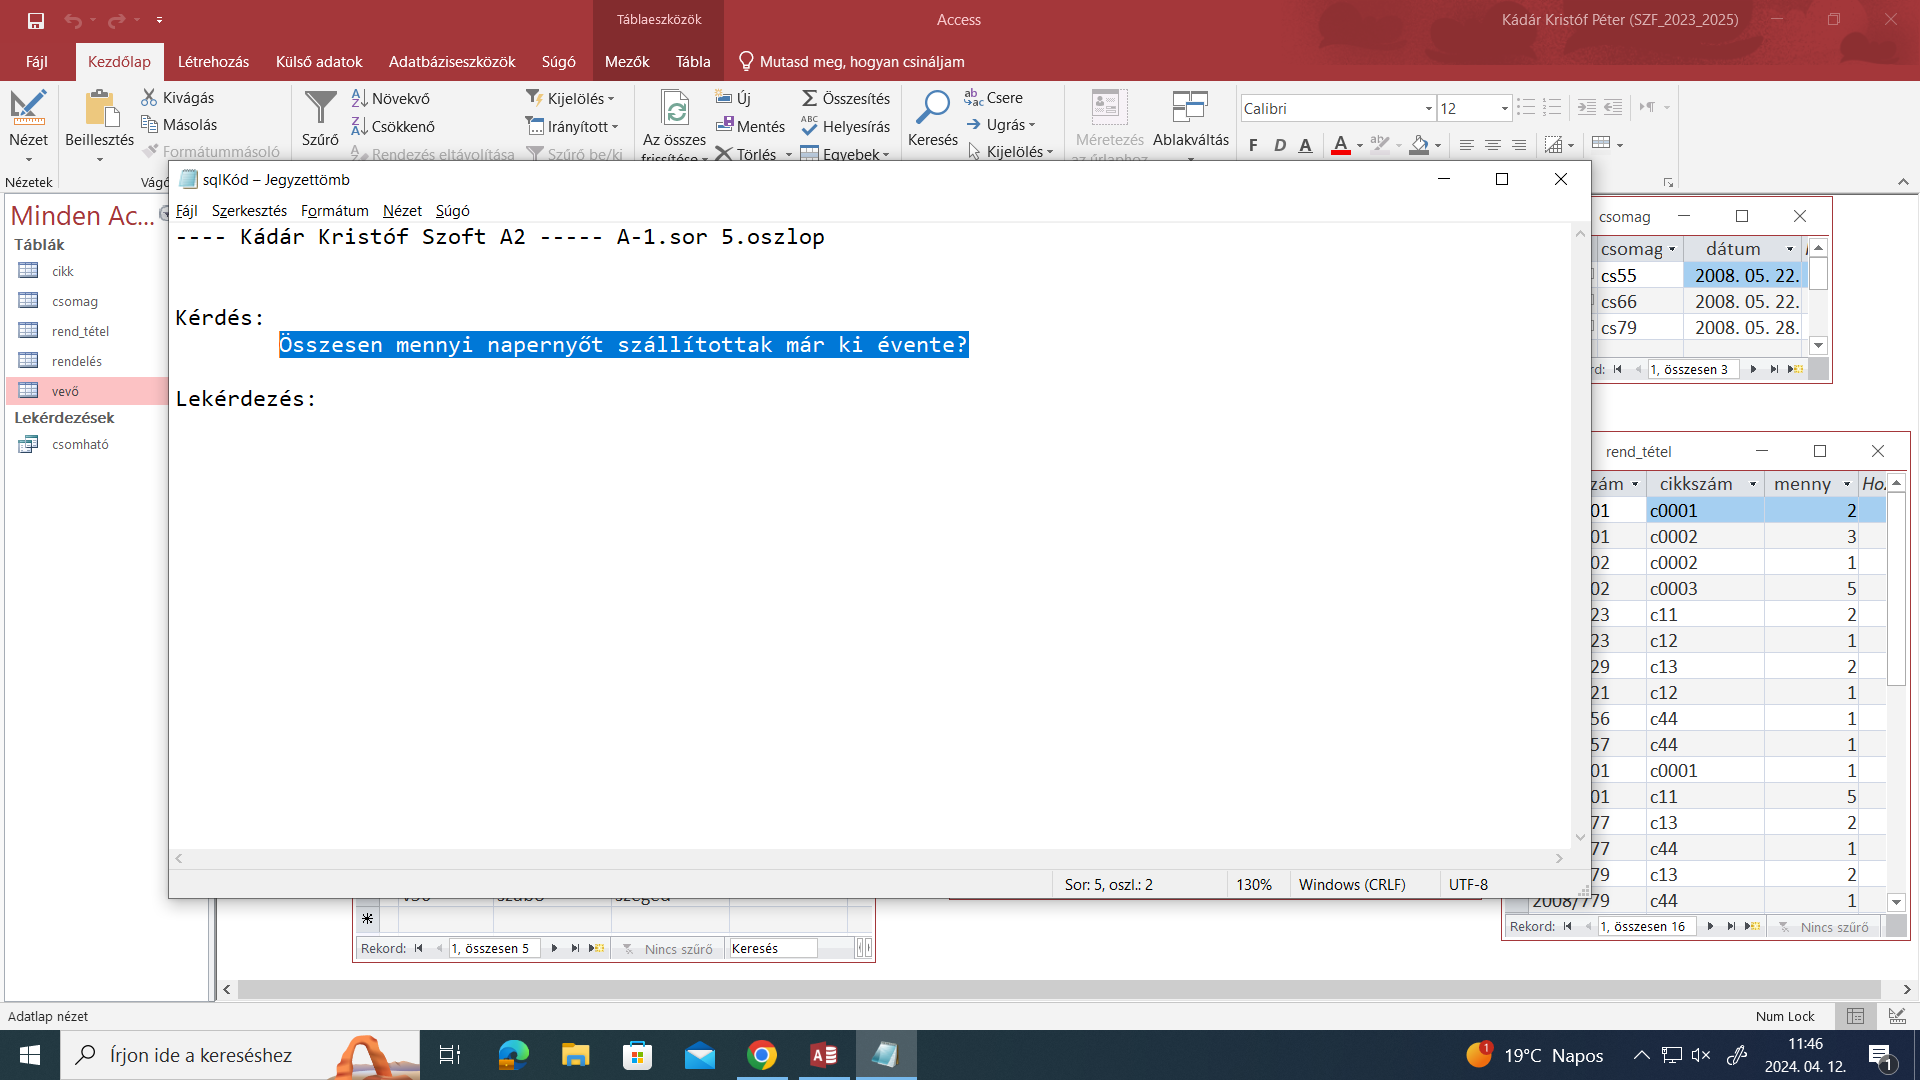 Táblaeszközök
Access
Kádár Kristóf Péter (SZF_2023_2025)
Fájl Kezdőlap Létrehozás Külső adatok Adatbáziseszközök Súgó Mezők Tábla Mutasd meg, hogyan csináljam
Nézet
Nézetek
Beillesztés
Kivágás
Másolás
Formátummásoló
Vágó
Szűrő
Növekvő
Csökkenő
Rendezés eltávolítása
Kijelölés
Irányított
Szűrő be/ki
Az összes
frissítése
Új
Mentés
Törlés
Összesítés
Helyesírás
Egyebek
Keresés
Csere
Ugrás
Kijelölés
Méretezés
az űrlaphoz
Ablakváltás
Calibri 12
F D A A
Minden Ac...
Táblák
cikk
csomag
rend_tétel
rendelés
vevő
Lekérdezések
csomható
sqlKód – Jegyzettömb
Fájl Szerkesztés Formátum Nézet Súgó
---- Kádár Kristóf Szoft A2 ----- A-1.sor 5.oszlop
Kérdés:
Összesen mennyi napernyőt szállítottak már ki évente?
Lekérdezés:
Sor: 5, oszl.: 2 130% Windows (CRLF) UTF-8
csomag
csomag dátum
cs55 2008. 05. 22.
cs66 2008. 05. 22.
cs79 2008. 05. 28.
rd: 1, összesen 3
rend_tétel
zám cikkszám menny Ho
01 c0001 2
01 c0002 3
02 c0002 1
02 c0003 5
23 c11 2
23 c12 1
29 c13 2
21 c12 1
56 c44 1
57 c44 1
01 c0001 1
01 c11 5
77 c13 2
77 c44 1
79 c13 2
2008/779 c44 1
Rekord: 1, összesen 16 Nincs szűrő
Rekord: 1, összesen 5 Nincs szűrő Keresés
Adatlap nézet
Num Lock
Írjon ide a kereséshez
1
19°C Napos
11:46
2024. 04. 12.
1